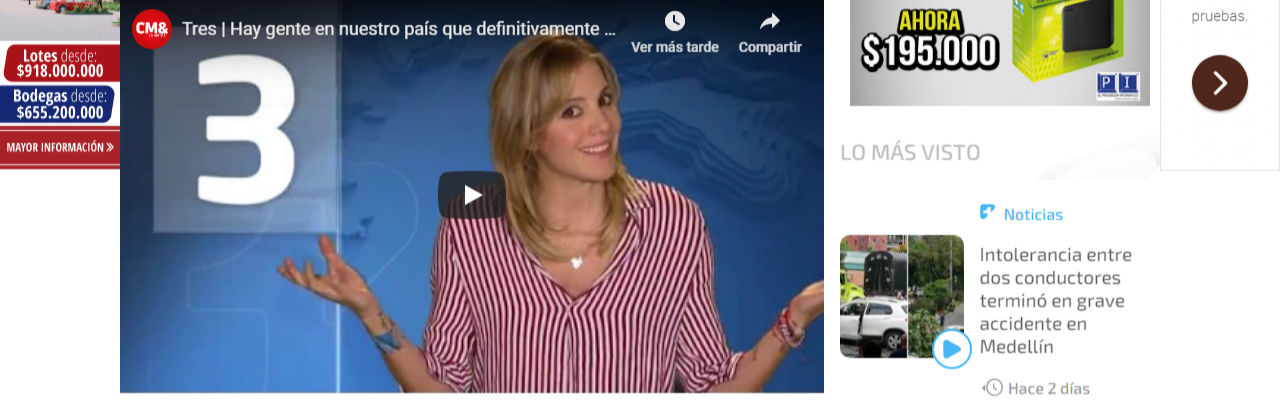 Lotes desde:
$918.000.000
Bodegas desde:
$655.200.000
MAYOR INFORMACIÓN
CM&
Tres | Hay gente en nuestro país que definitivamente ...
Ver más tarde
Compartir
3
AHORA
$195.000
PI
pruebas.
LO MÁS VISTO
Noticias
Intolerancia entre
dos conductores
terminó en grave
accidente en
Medellín
Hace 2 días